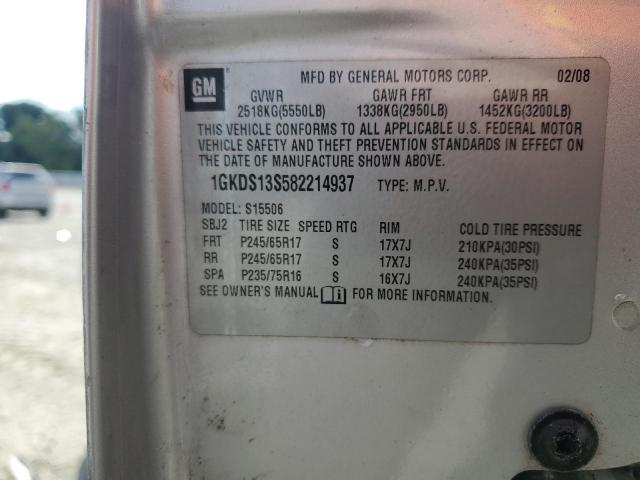 GM
MFD BY GENERAL MOTORS CORP. 02/08
GVWR GAWR FRT GAWR RR
2518KG(5550LB) 1338KG(2950LB) 1452KG(3200LB)
THIS VEHICLE CONFORMS TO ALL APPLICABLE U.S. FEDERAL MOTOR
VEHICLE SAFETY AND THEFT PREVENTION STANDARDS IN EFFECT ON
THE DATE OF MANUFACTURE SHOWN ABOVE.
1GKDS13S582214937 TYPE: M.P.V.
MODEL: S15506
SBJ2 TIRE SIZE SPEED RTG RIM COLD TIRE PRESSURE
FRT P245/65R17 S 17X7J 210KPA(30PSI)
RR P245/65R17 S 17X7J 240KPA(35PSI)
SPA P235/75R16 S 16X7J 240KPA(35PSI)
SEE OWNER'S MANUAL FOR MORE INFORMATION.